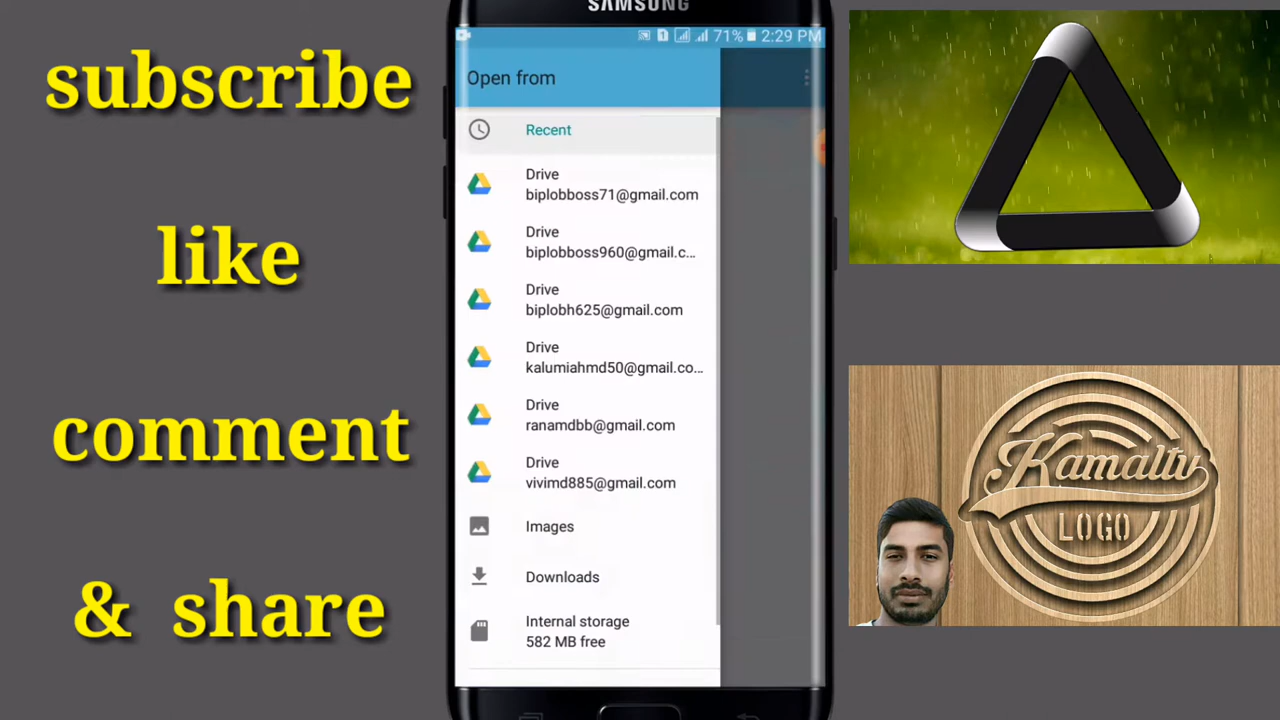 subscribe
like
comment
& share
SAMSUNG
71% 2:29 PM
Open from
Recent
Drive
biplobboss71@gmail.com
Drive
biplobboss960@gmail.c...
Drive
biplobh625@gmail.com
Drive
kalumiahmd50@gmail.co...
Drive
ranamdbb@gmail.com
Drive
vivimd885@gmail.com
Images
Downloads
Internal storage
582 MB free
Kamaltv
LOGO